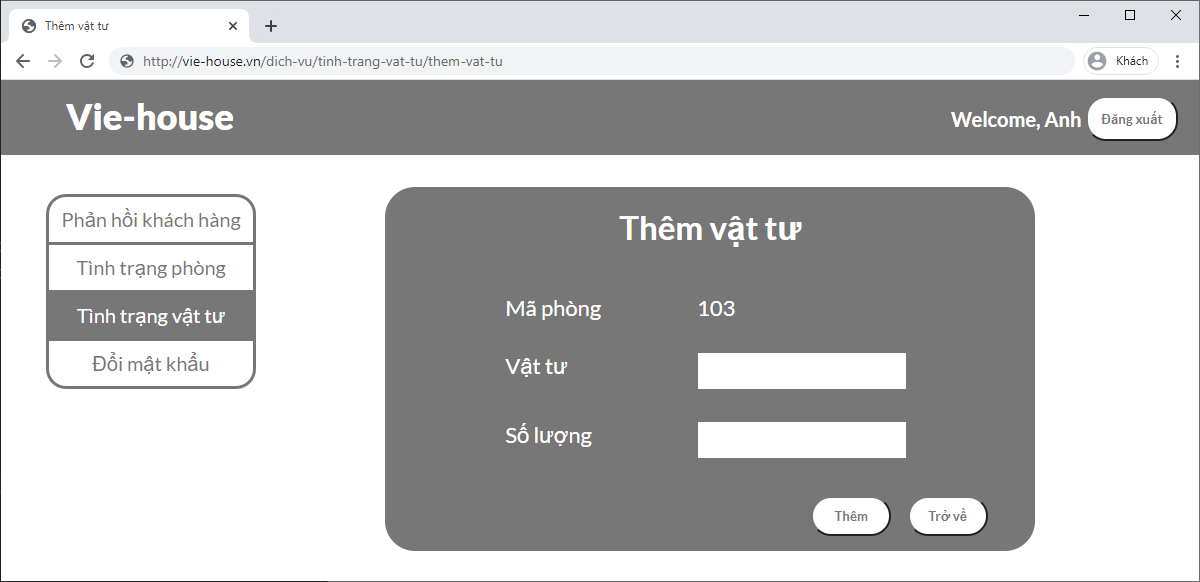 Thêm vật tư
http://vie-house.vn/dich-vu/tinh-trang-vat-tu/them-vat-tu
Khách
Vie-house
Welcome, Anh
Đăng xuất
Phản hồi khách hàng
Tình trạng phòng
Tình trạng vật tư
Đổi mật khẩu
Thêm vật tư
Mã phòng 103
Vật tư
Số lượng
Thêm
Trở về